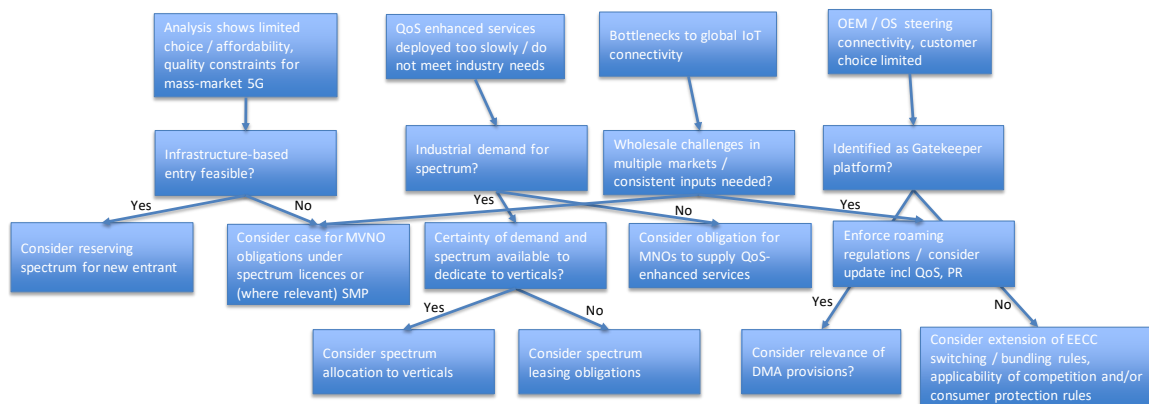 Analysis shows limited
choice / affordability,
quality constraints for
mass-market 5G
QoS enhanced services
deployed too slowly / do
not meet industry needs
Bottlenecks to global IoT
connectivity
OEM / OS steering
connectivity, customer
choice limited
Infrastructure-based
entry feasible?
Industrial demand for
spectrum?
Wholesale challenges in
multiple markets /
consistent inputs needed?
Identified as Gatekeeper
platform?
Yes
No
Yes
No
Yes
Consider reserving
spectrum for new entrant
Consider case for MVNO
obligations under
spectrum licences or
(where relevant) SMP
Certainty of demand and
spectrum available to
dedicate to verticals?
Consider obligation for
MNOs to supply QoS-
enhanced services
Enforce roaming
regulations / consider
update incl QoS, PR
Yes
No
Yes
No
Consider spectrum
allocation to verticals
Consider spectrum
leasing obligations
Consider relevance of
DMA provisions?
Consider extension of EECC
switching / bundling rules,
applicability of competition and/or
consumer protection rules